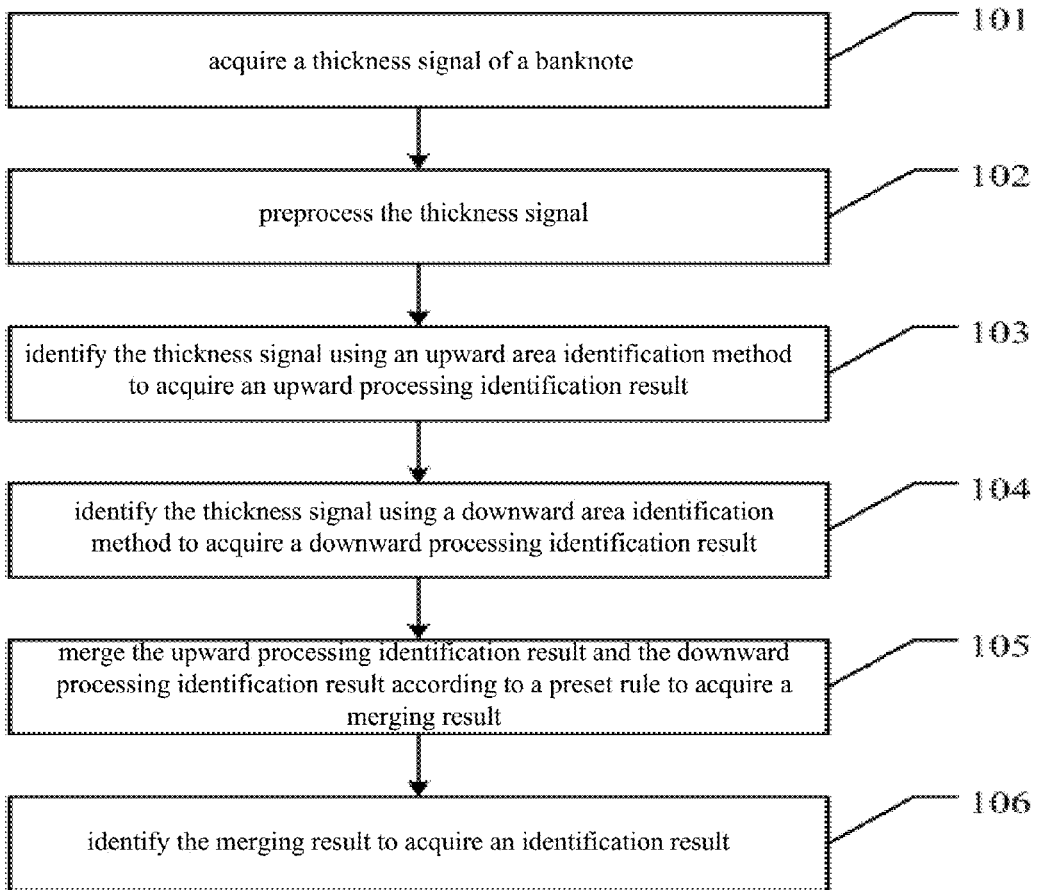 acquire a thickness signal of a banknote
101
preprocess the thickness signal
102
identify the thickness signal using an upward area identification method
to acquire an upward processing identification result
103
identify the thickness signal using a downward area identification
method to acquire a downward processing identification result
104
merge the upward processing identification result and the downward
processing identification result according to a preset rule to acquire a
merging result
105
identify the merging result to acquire an identification result
106